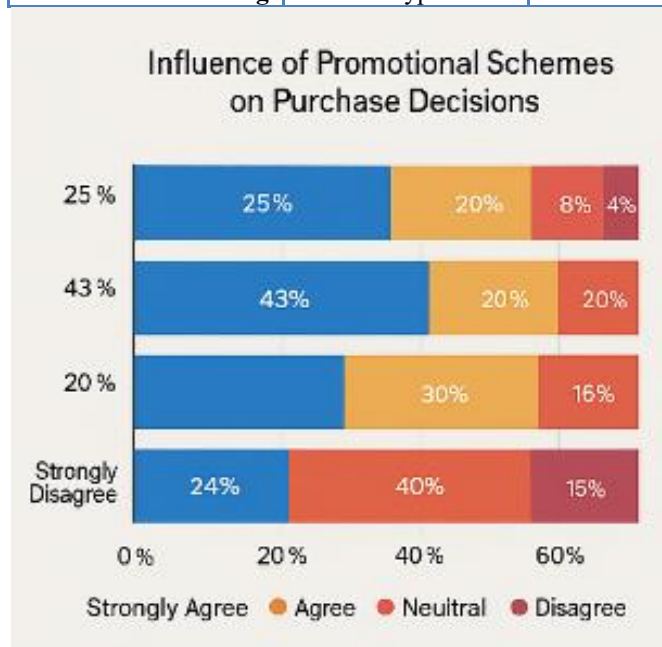 Influence of Promotional Schemes
on Purchase Decisions
25 % 25% 20% 8% 4%
43 % 43% 20% 20%
20 % 30% 16%
Strongly
Disagree 24% 40% 15%
0 % 20 % 40 % 60%
Strongly Agree Agree Neuitral Disagree